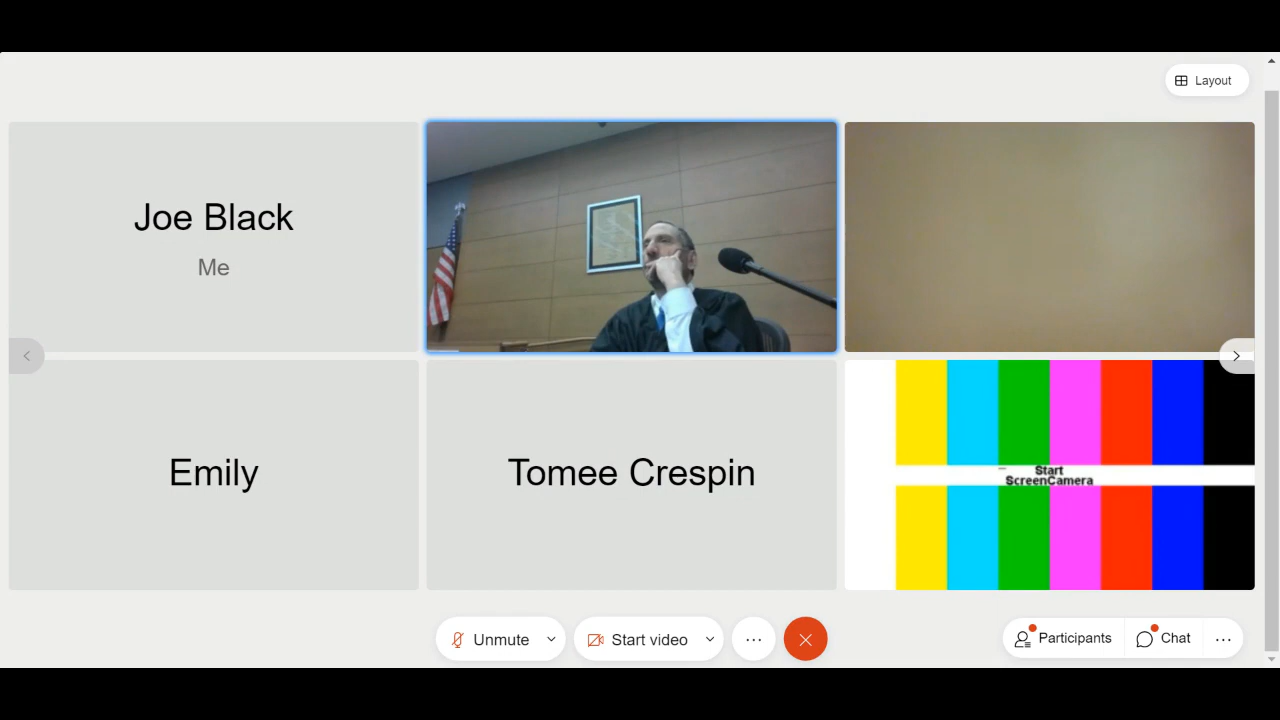 Layout
Joe Black
Me
Emily
Tomee Crespin
Start
ScreenCamera
Unmute
Start video
Participants
Chat